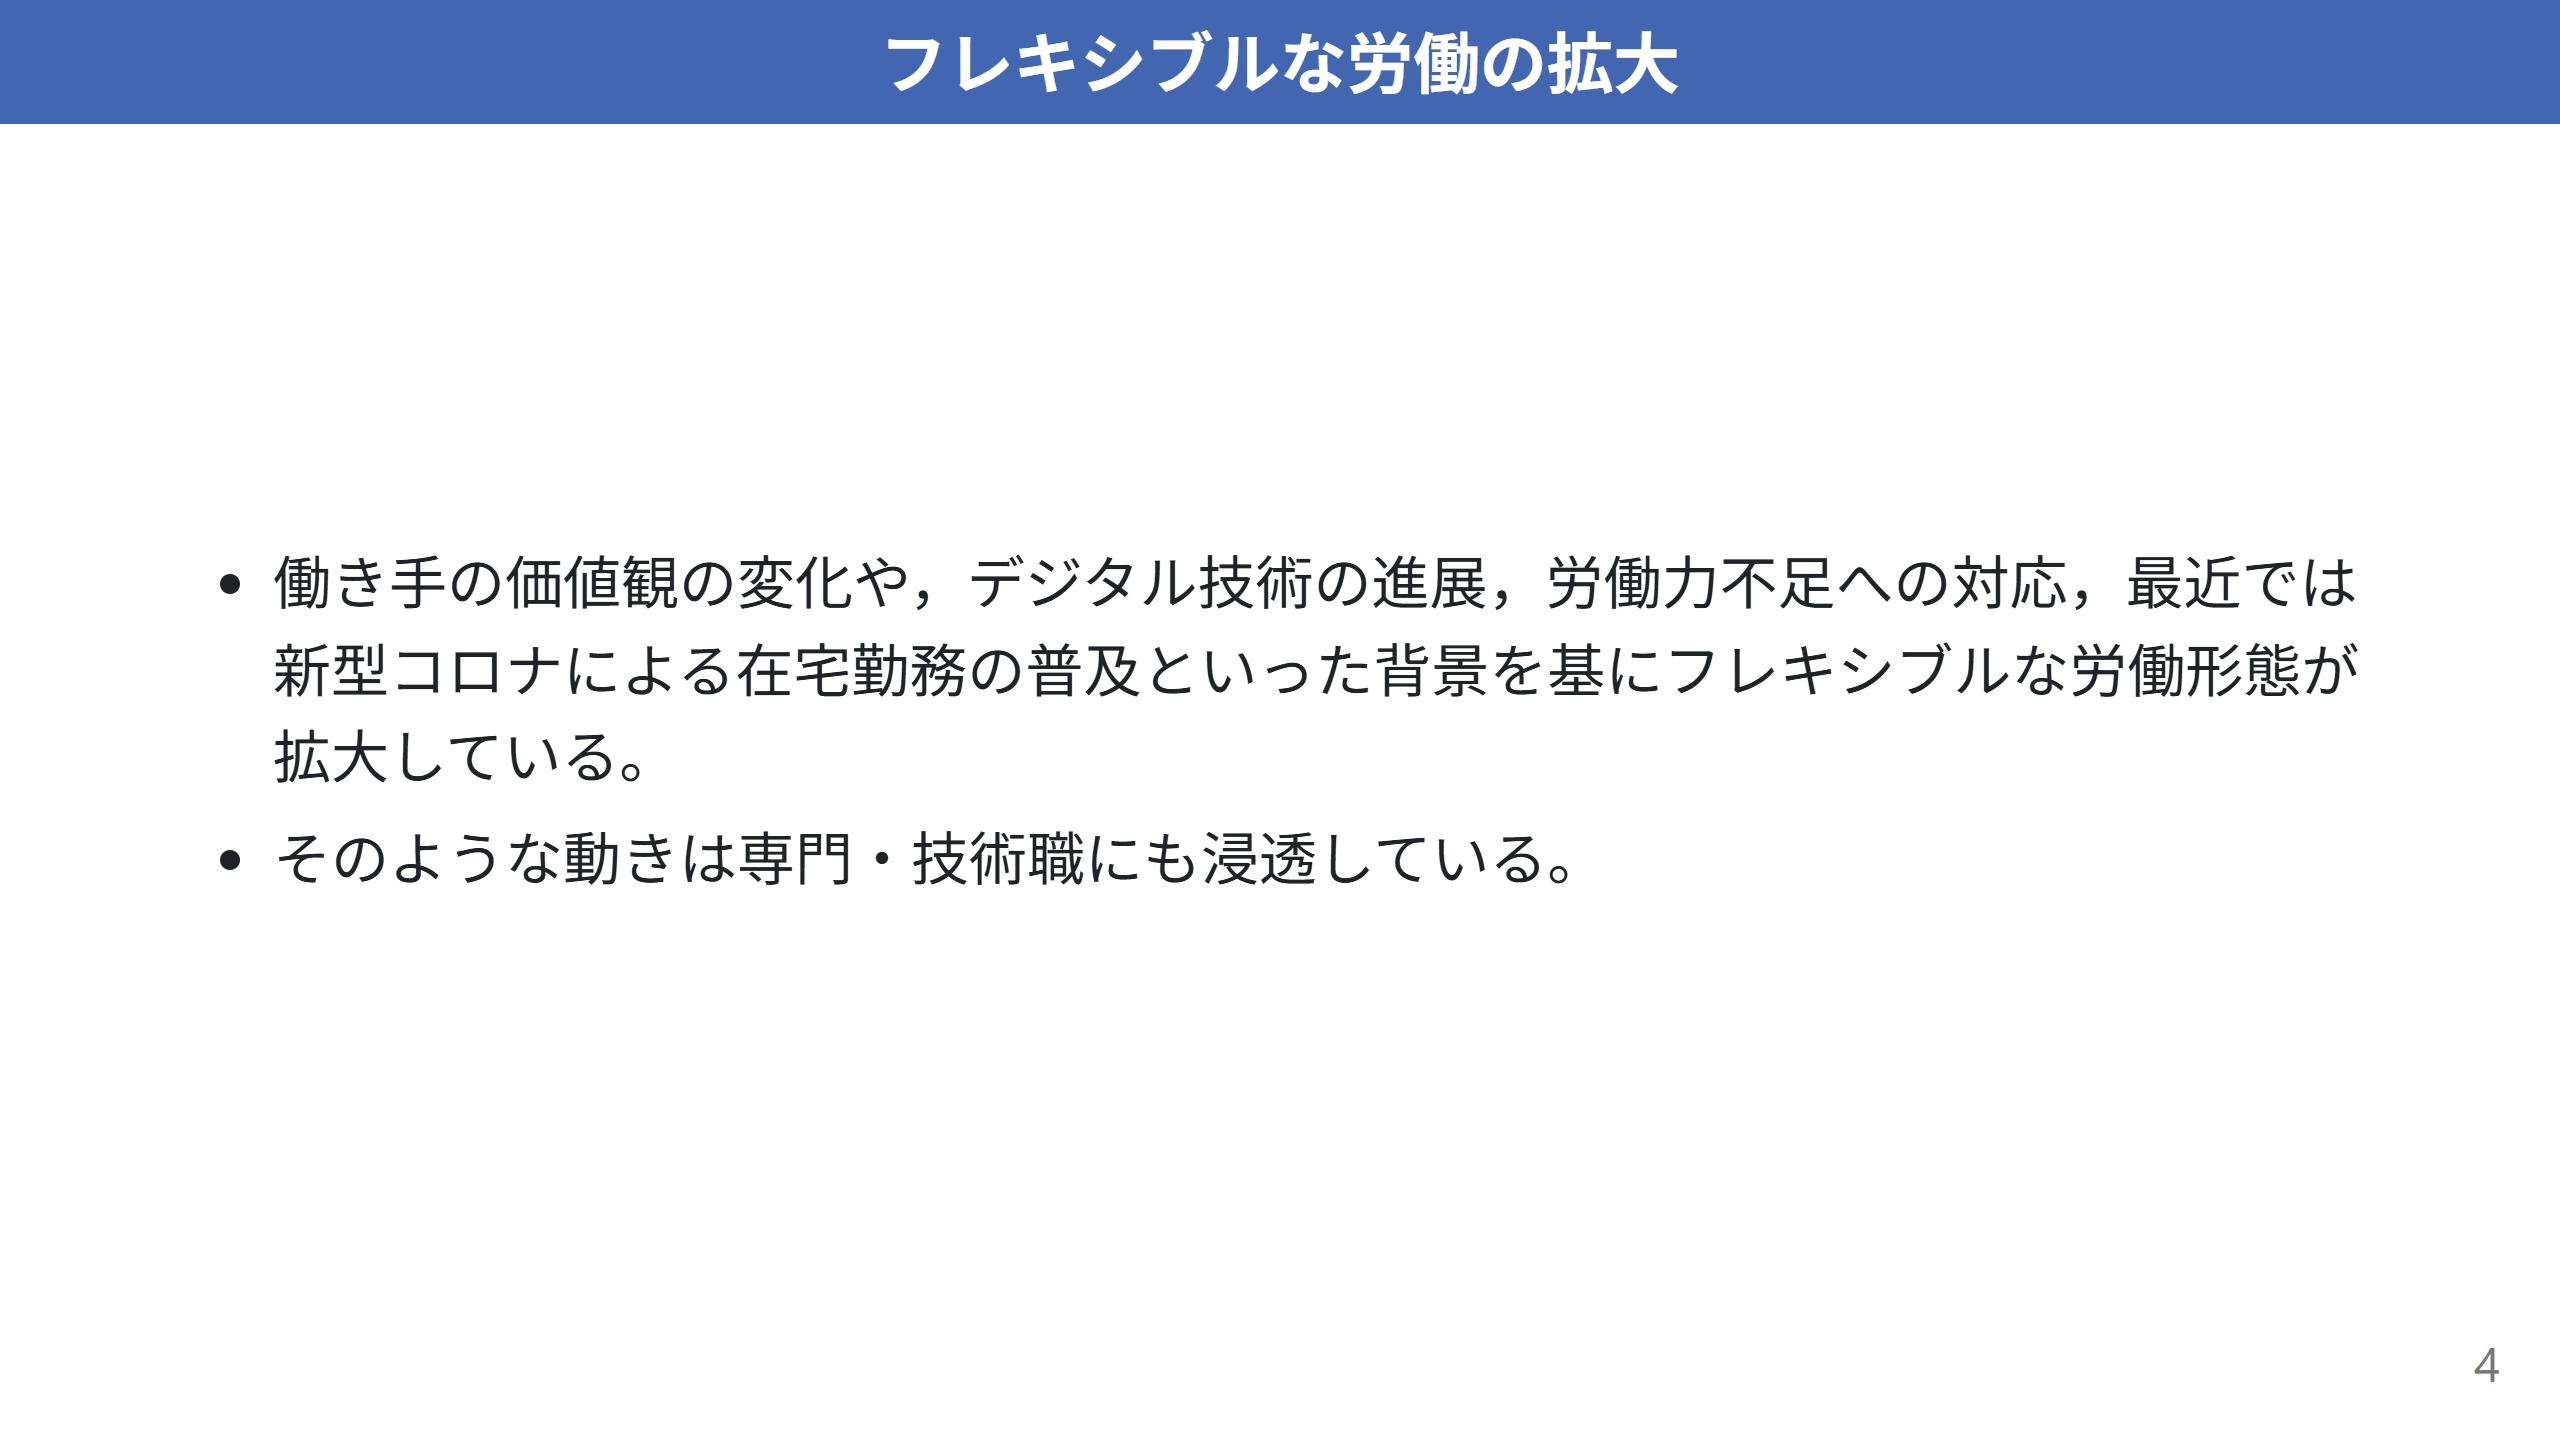 フレキシブルな労働の拡大
• 働き手の価値観の変化や，デジタル技術の進展，労働力不足への対応，最近では
新型コロナによる在宅勤務の普及といった背景を基にフレキシブルな労働形態が
拡大している。
• そのような動きは専門・技術職にも浸透している。
4